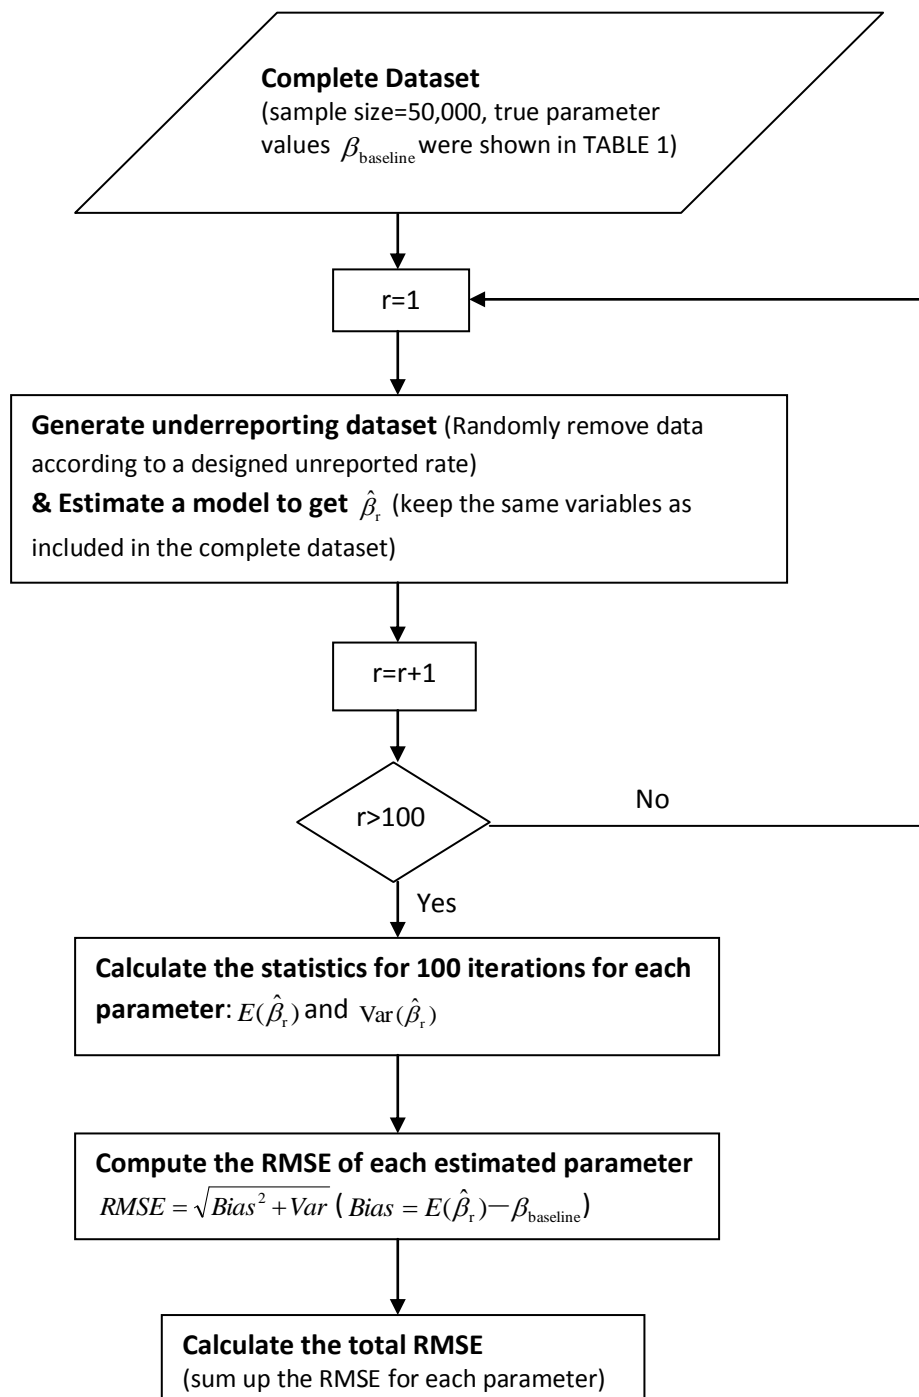 Complete Dataset
(sample size=50,000, true parameter
values β_baseline were shown in TABLE 1)
r=1
Generate underreporting dataset (Randomly remove data
according to a designed unreported rate)
& Estimate a model to get β̂_r (keep the same variables as
included in the complete dataset)
r=r+1
r>100
No
Yes
Calculate the statistics for 100 iterations for each
parameter: E(β̂_r) and Var(β̂_r)
Compute the RMSE of each estimated parameter
RMSE = √(Bias² + Var) ( Bias = E(β̂_r) − β_baseline )
Calculate the total RMSE
(sum up the RMSE for each parameter)